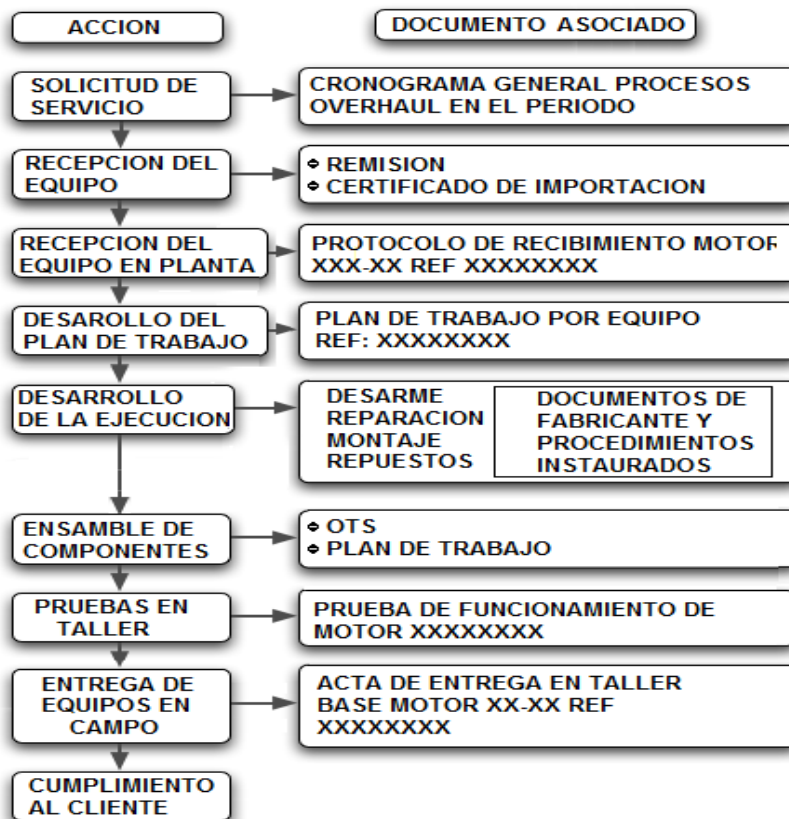 ACCION
DOCUMENTO ASOCIADO
SOLICITUD DE
SERVICIO
CRONOGRAMA GENERAL PROCESOS
OVERHAUL EN EL PERIODO
RECEPCION DEL
EQUIPO
REMISION
CERTIFICADO DE IMPORTACION
RECEPCION DEL
EQUIPO EN PLANTA
PROTOCOLO DE RECIBIMIENTO MOTOR
XXX-XX REF XXXXXXXX
DESAROLLO DEL
PLAN DE TRABAJO
PLAN DE TRABAJO POR EQUIPO
REF: XXXXXXXX
DESARROLLO
DE LA EJECUCION
DESARME
REPARACION
MONTAJE
REPUESTOS
DOCUMENTOS DE
FABRICANTE Y
PROCEDIMIENTOS
INSTAURADOS
ENSAMBLE DE
COMPONENTES
OTS
PLAN DE TRABAJO
PRUEBAS EN
TALLER
PRUEBA DE FUNCIONAMIENTO DE
MOTOR XXXXXXXX
ENTREGA DE
EQUIPOS EN
CAMPO
ACTA DE ENTREGA EN TALLER
BASE MOTOR XX-XX REF
XXXXXXXX
CUMPLIMIENTO
AL CLIENTE